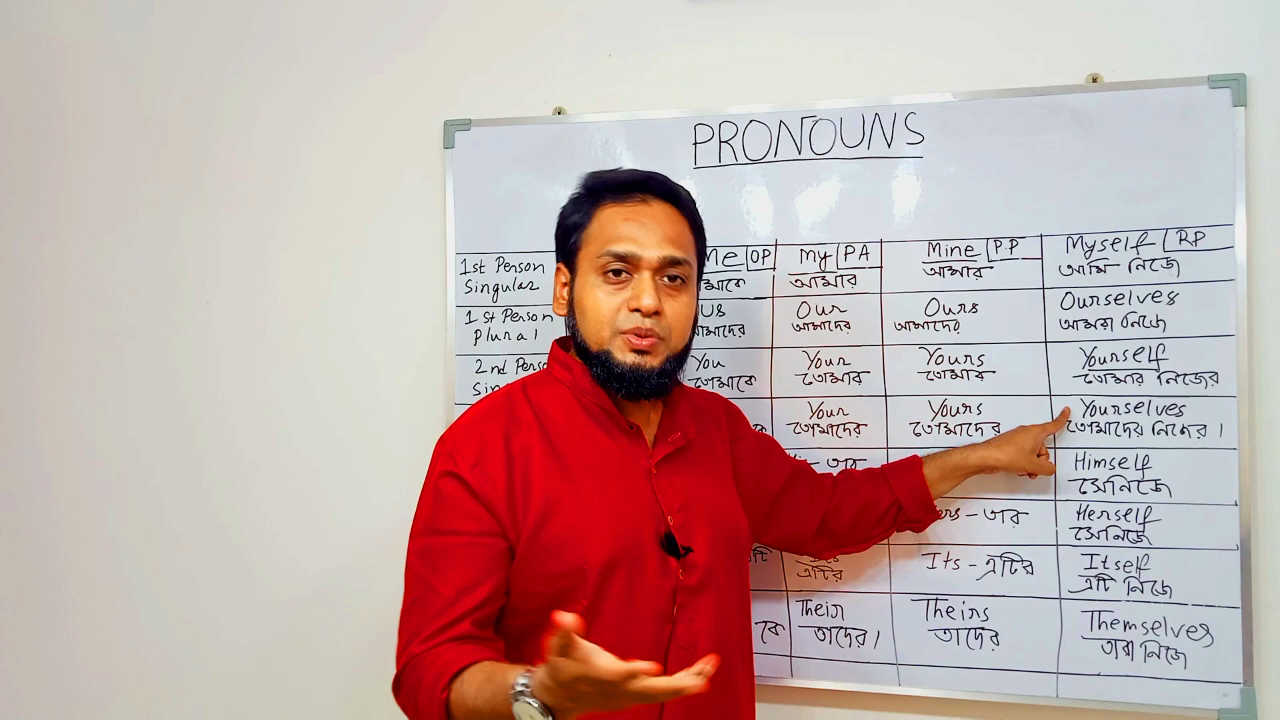 PRONOUNS
1st Person Singular
Me OP
My PA
আমার
Mine P.P
আমার
Myself RP
আমি নিজে
1st Person Plural
Us
Our
আমাদের
Ours
আমাদের
Ourselves
আমরা নিজে
2nd
You
তোমাকে
Your
তোমার
Yours
তোমার
Yourself
তোমার নিজের
Your
তোমাদের
Yours
তোমাদের
Yourselves
তোমাদের নিজের।
তার
Himself
সেনিজে
তার
Herself
সেনিজে
এটির
Its - এটির
Itself
এটি নিজে
কে
Their
তাদের।
Theirs
তাদের
Themselves
তারা নিজে